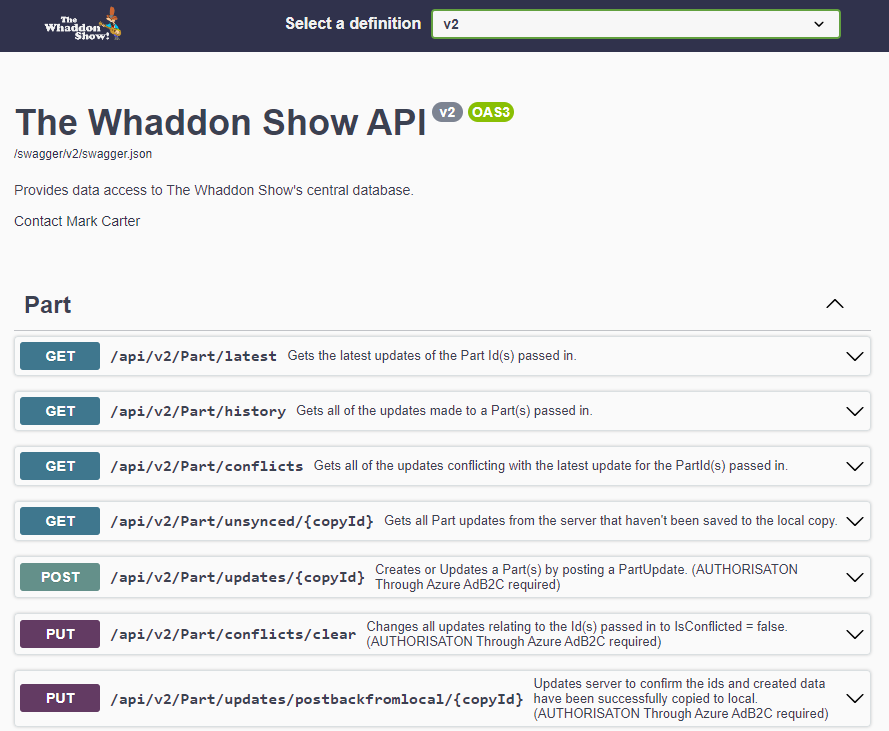 The
Whaddon
Show!
Select a definition
v2
The Whaddon Show API v2 OAS3
/swagger/v2/swagger.json
Provides data access to The Whaddon Show's central database.
Contact Mark Carter
Part
GET /api/v2/Part/latest Gets the latest updates of the Part Id(s) passed in.
GET /api/v2/Part/history Gets all of the updates made to a Part(s) passed in.
GET /api/v2/Part/conflicts Gets all of the updates conflicting with the latest update for the PartId(s) passed in.
GET /api/v2/Part/unsynced/{copyId} Gets all Part updates from the server that haven't been saved to the local copy.
POST /api/v2/Part/updates/{copyId} Creates or Updates a Part(s) by posting a PartUpdate. (AUTHORISATON
Through Azure AdB2C required)
PUT /api/v2/Part/conflicts/clear Changes all updates relating to the Id(s) passed in to IsConflicted = false.
(AUTHORISATON Through Azure AdB2C required)
PUT /api/v2/Part/updates/postbackfromlocal/{copyId} Updates server to confirm the ids and created data
have been successfully copied to local.
(AUTHORISATON Through Azure AdB2C required)